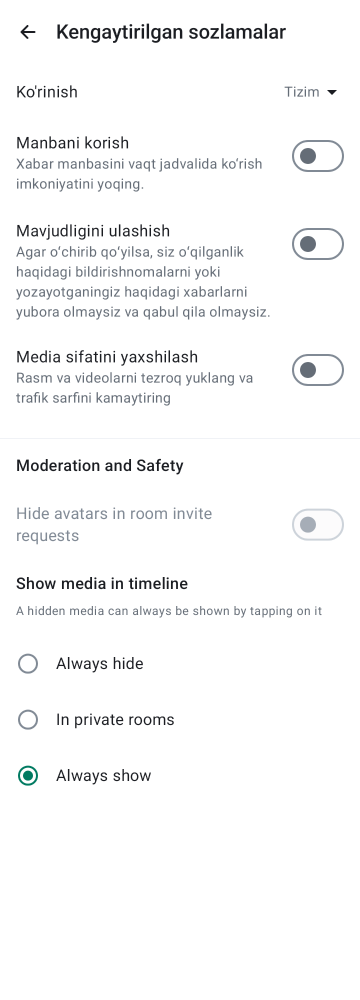 Kengaytirilgan sozlamalar
Ko'rinish
Tizim
Manbani korish
Xabar manbasini vaqt jadvalida ko‘rish
imkoniyatini yoqing.
Mavjudligini ulashish
Agar o‘chirib qo‘yilsa, siz o‘qilganlik
haqidagi bildirishnomalarni yoki
yozayotganingiz haqidagi xabarlarni
yubora olmaysiz va qabul qila olmaysiz.
Media sifatini yaxshilash
Rasm va videolarni tezroq yuklang va
trafik sarfini kamaytiring
Moderation and Safety
Hide avatars in room invite
requests
Show media in timeline
A hidden media can always be shown by tapping on it
Always hide
In private rooms
Always show